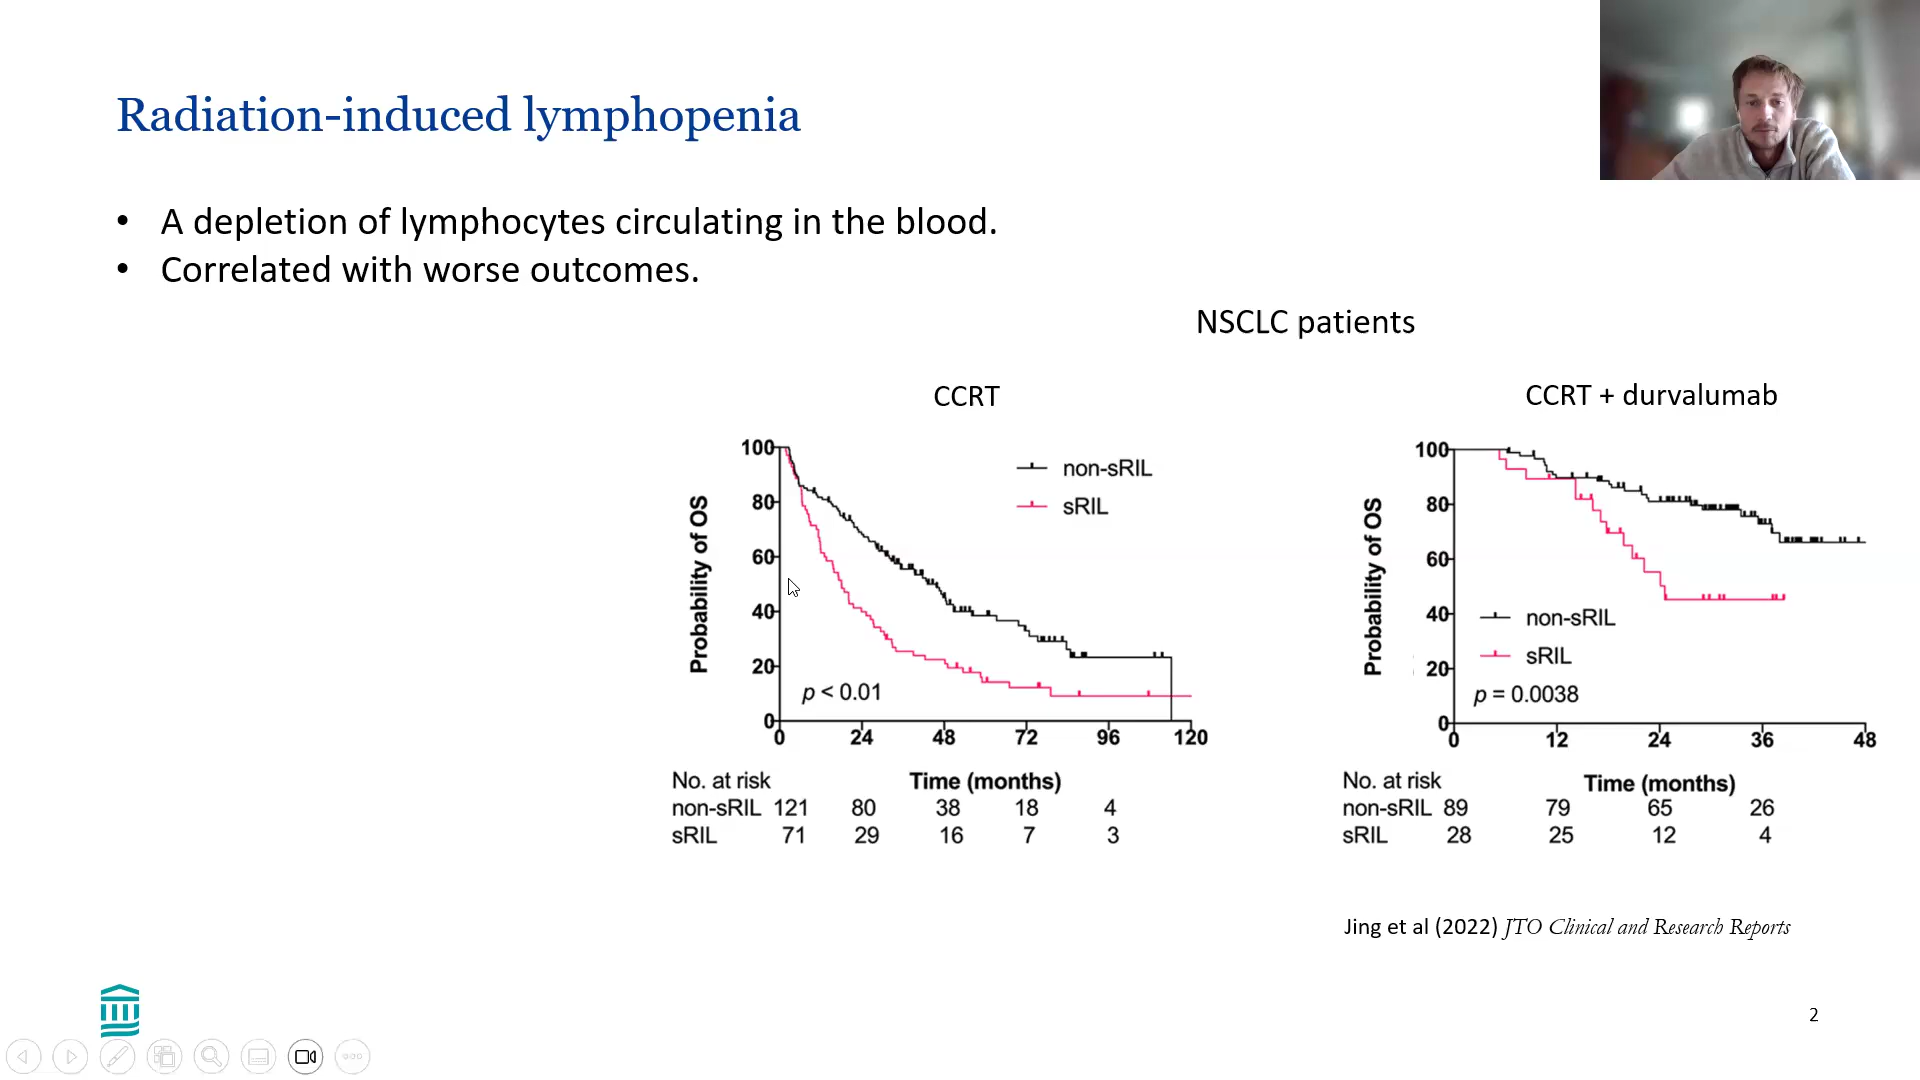 Radiation-induced lymphopenia
• A depletion of lymphocytes circulating in the blood.
• Correlated with worse outcomes.
NSCLC patients
CCRT
Probability of OS
100
80
60
40
20
0
non-sRIL
sRIL
p < 0.01
0 24 48 72 96 120
No. at risk Time (months)
non-sRIL 121 80 38 18 4
sRIL 71 29 16 7 3
CCRT + durvalumab
Probability of OS
100
80
60
40
20
0
non-sRIL
sRIL
p = 0.0038
0 12 24 36 48
No. at risk Time (months)
non-sRIL 89 79 65 26
sRIL 28 25 12 4
Jing et al (2022) JTO Clinical and Research Reports
2